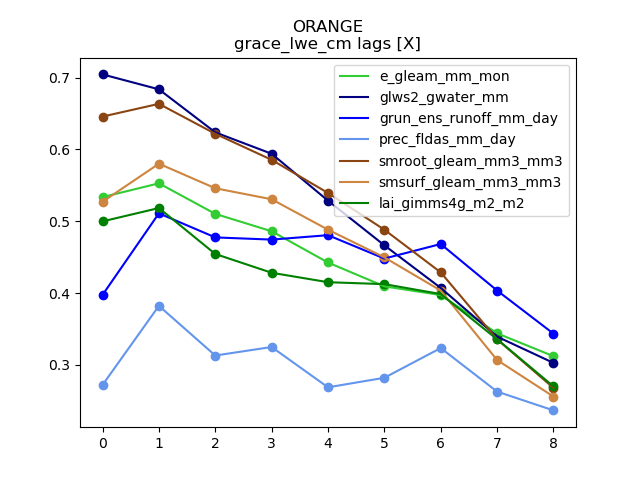 ORANGE
grace_lwe_cm lags [X]
e_gleam_mm_mon
glws2_gwater_mm
grun_ens_runoff_mm_day
prec_fldas_mm_day
smroot_gleam_mm3_mm3
smsurf_gleam_mm3_mm3
lai_gimms4g_m2_m2
0.7
0.6
0.5
0.4
0.3
0 1 2 3 4 5 6 7 8